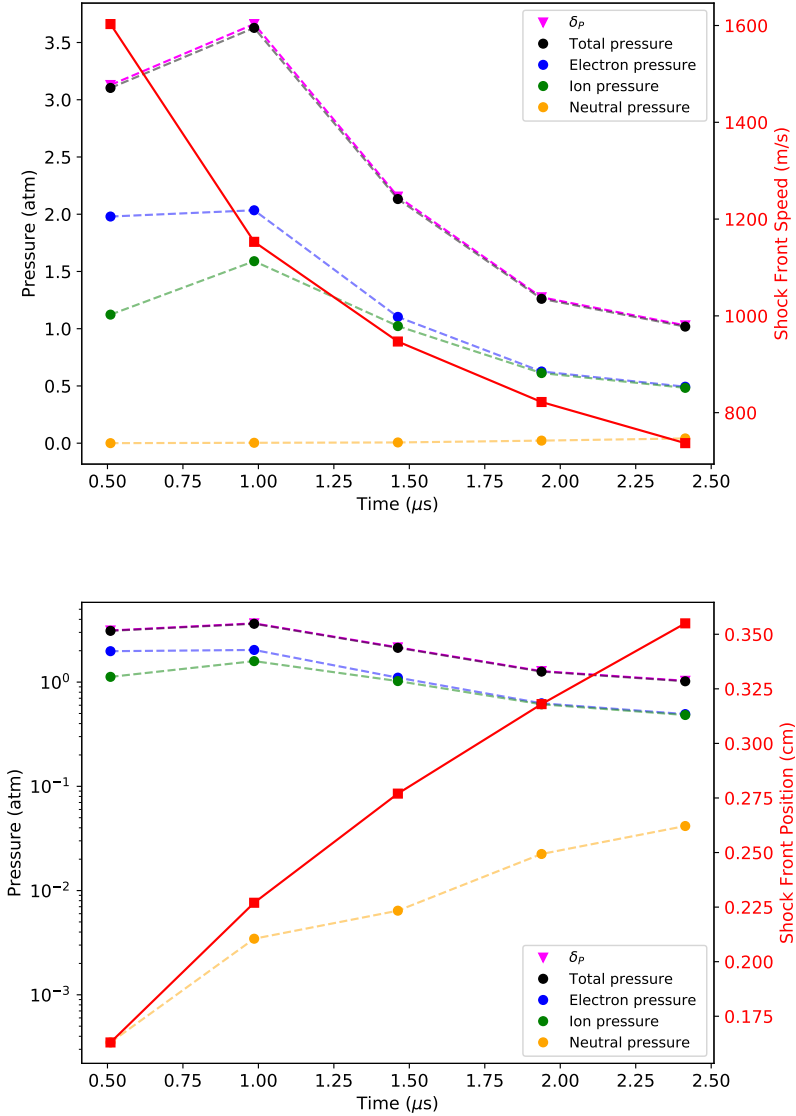 3.5
3.0
2.5
2.0
1.5
1.0
0.5
0.0
Pressure (atm)
δP
Total pressure
Electron pressure
Ion pressure
Neutral pressure
1600
1400
1200
1000
800
Shock Front Speed (m/s)
0.50 0.75 1.00 1.25 1.50 1.75 2.00 2.25 2.50
Time (μs)
10⁰
10⁻¹
10⁻²
10⁻³
Pressure (atm)
0.350
0.325
0.300
0.275
0.250
0.225
0.200
0.175
Shock Front Position (cm)
δP
Total pressure
Electron pressure
Ion pressure
Neutral pressure
0.50 0.75 1.00 1.25 1.50 1.75 2.00 2.25 2.50
Time (μs)